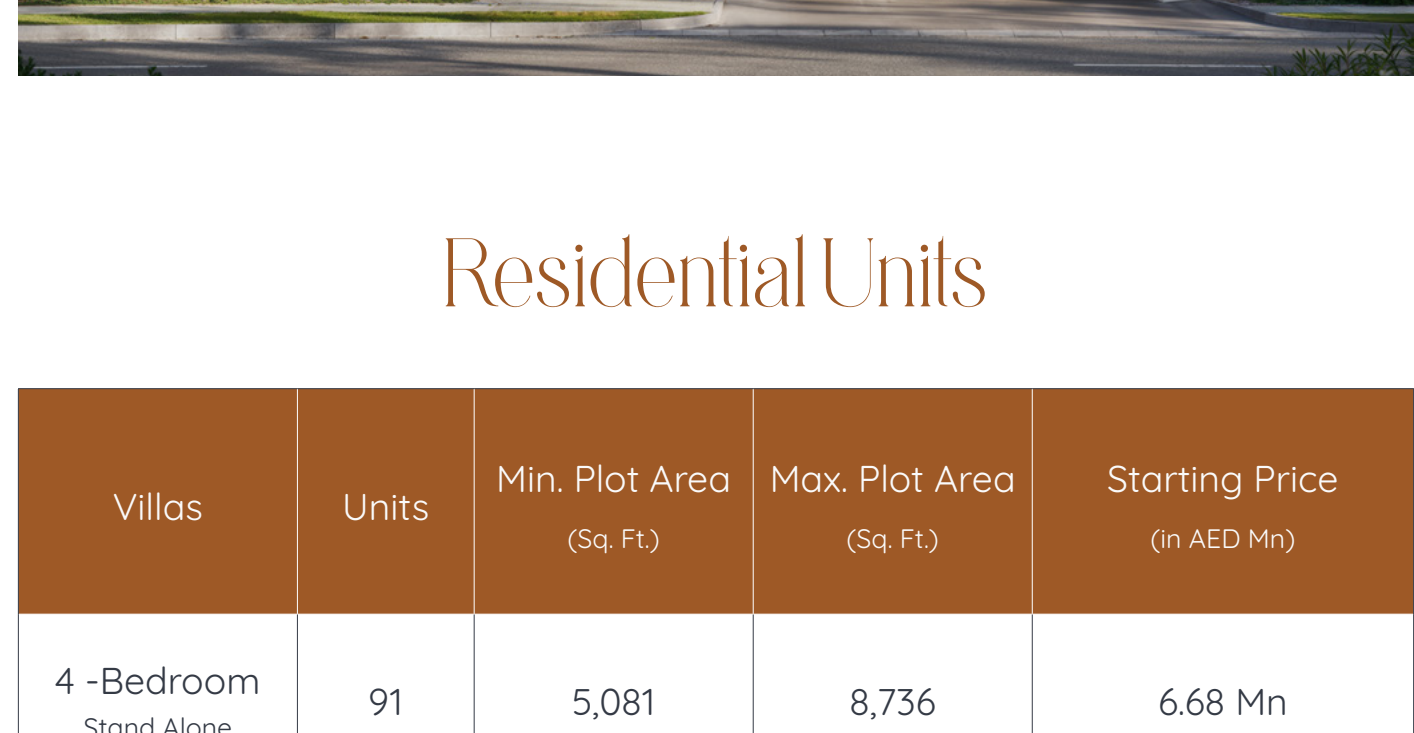 Residential Units
Villas
Units
Min. Plot Area
(Sq. Ft.)
Max. Plot Area
(Sq. Ft.)
Starting Price
(in AED Mn)
4 -Bedroom
Stand Alone
91
5,081
8,736
6.68 Mn